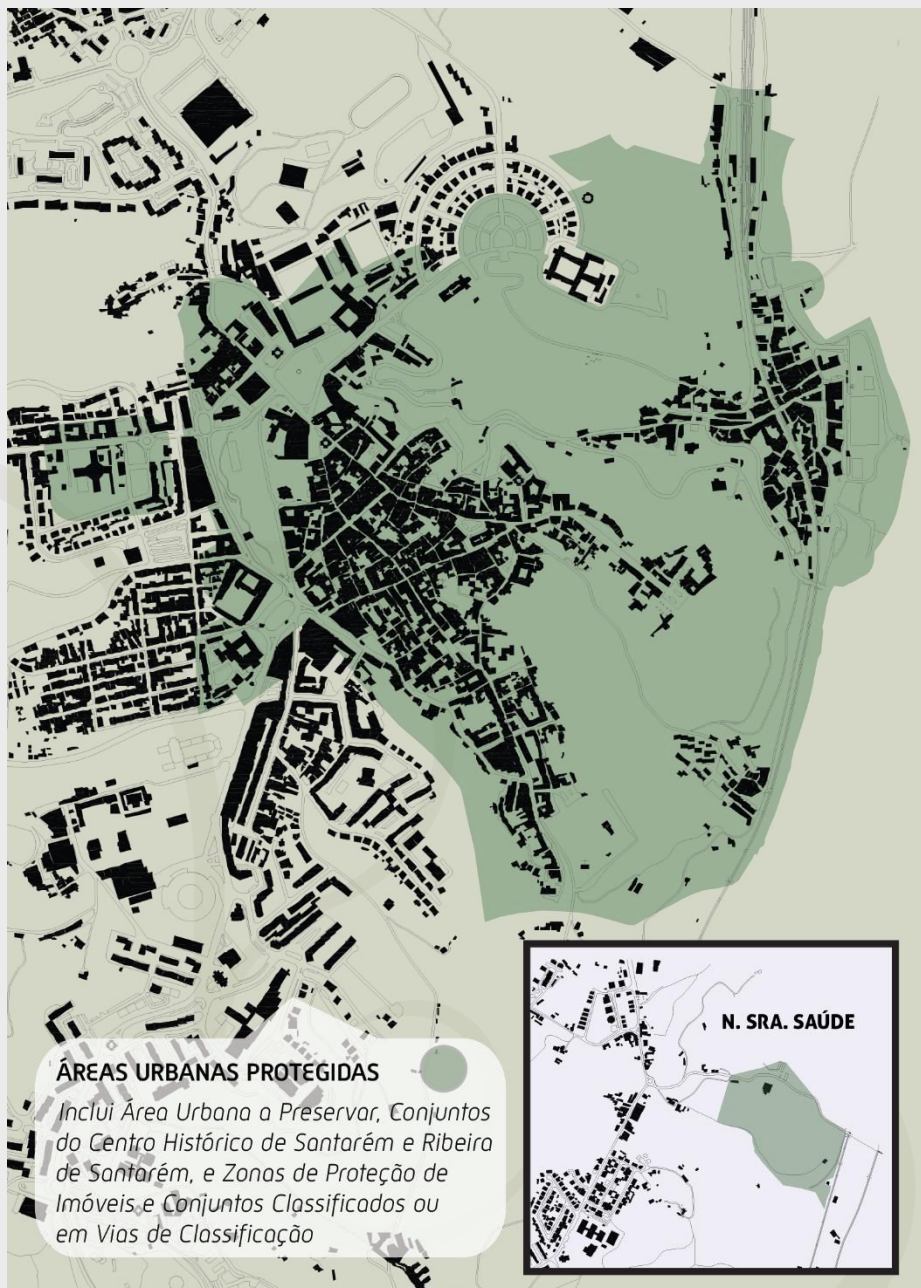 N. SRA. SAÚDE
ÁREAS URBANAS PROTEGIDAS
Inclui Área Urbana a Preservar, Conjuntos
do Centro Histórico de Santarém e Ribeira
de Santarém, e Zonas de Proteção de
Imóveis e Conjuntos Classificados ou
em Vias de Classificação